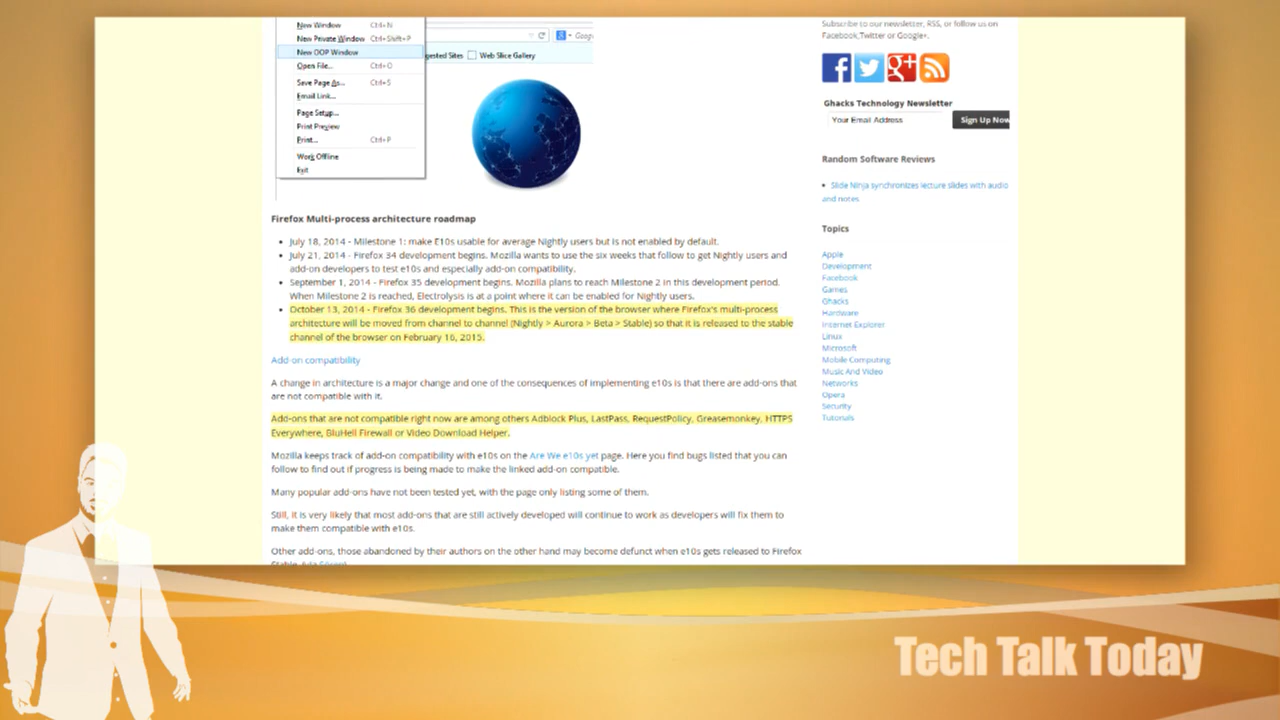 New Window Ctrl+N
New Private Window Ctrl+Shift+P
New OOP Window
Open File... Ctrl+O
Save Page As... Ctrl+S
Email Link...
Page Setup...
Print Preview
Print... Ctrl+P
Work Offline
Exit
Goog
gested Sites Web Slice Gallery
Firefox Multi-process architecture roadmap
• July 18, 2014 - Milestone 1: make E10s usable for average Nightly users but is not enabled by default.
• July 21, 2014 - Firefox 34 development begins. Mozilla wants to use the six weeks that follow to get Nightly users and
add-on developers to test e10s and especially add-on compatibility.
• September 1, 2014 - Firefox 35 development begins. Mozilla plans to reach Milestone 2 in this development period.
When Milestone 2 is reached, Electrolysis is at a point where it can be enabled for Nightly users.
• October 13, 2014 - Firefox 36 development begins. This is the version of the browser where Firefox's multi-process
architecture will be moved from channel to channel (Nightly > Aurora > Beta > Stable) so that it is released to the stable
channel of the browser on February 16, 2015.
Add-on compatibility
A change in architecture is a major change and one of the consequences of implementing e10s is that there are add-ons that
are not compatible with it.
Add-ons that are not compatible right now are among others Adblock Plus, LastPass, RequestPolicy, Greasemonkey, HTTPS
Everywhere, BluHell Firewall or Video Download Helper.
Mozilla keeps track of add-on compatibility with e10s on the Are We e10s yet page. Here you find bugs listed that you can
follow to find out if progress is being made to make the linked add-on compatible.
Many popular add-ons have not been tested yet, with the page only listing some of them.
Still, it is very likely that most add-ons that are still actively developed will continue to work as developers will fix them to
make them compatible with e10s.
Other add-ons, those abandoned by their authors on the other hand may become defunct when e10s gets released to Firefox
Subscribe to our newsletter, RSS, or follow us on
Facebook,Twitter or Google+.
Ghacks Technology Newsletter
Your Email Address Sign Up Now
Random Software Reviews
• Slide Ninja synchronizes lecture slides with audio
and notes
Topics
Apple
Development
Facebook
Games
Ghacks
Hardware
Internet Explorer
Linux
Microsoft
Mobile Computing
Music And Video
Networks
Opera
Security
Tutorials
Tech Talk Today